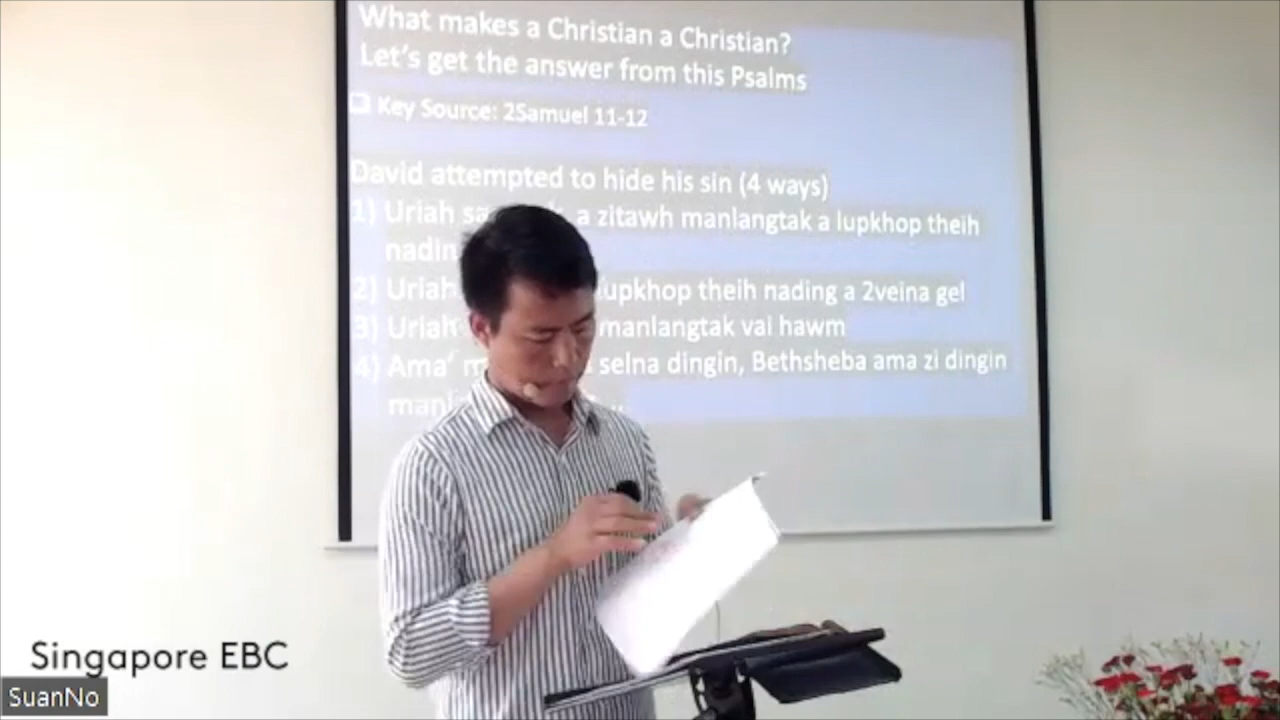 What makes a Christian a Christian?
Let's get the answer from this Psalms
❑ Key Source: 2Samuel 11-12
David attempted to hide his sin (4 ways)
1) Uriah a zitawh manlangtak a lupkhop theih
2) Uriah lupkhop theih nading a 2veina gel
3) Uriah manlangtak vai hawm
4) Ama' selna dingin, Bethsheba ama zi dingin
Singapore EBC
SuanNo